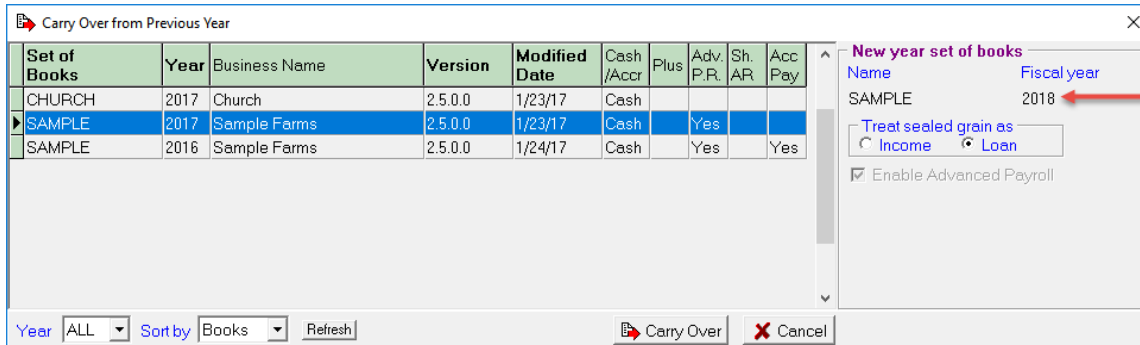 Carry Over from Previous Year
Set of Books Year Business Name Version Modified Date Cash /Accr Plus Adv. P.R. Sh. AR Acc Pay
CHURCH 2017 Church 2.5.0.0 1/23/17 Cash
SAMPLE 2017 Sample Farms 2.5.0.0 1/23/17 Cash Yes
SAMPLE 2016 Sample Farms 2.5.0.0 1/24/17 Cash Yes Yes
New year set of books
Name Fiscal year
SAMPLE 2018
Treat sealed grain as
Income Loan
Enable Advanced Payroll
Year ALL Sort by Books Refresh Carry Over Cancel